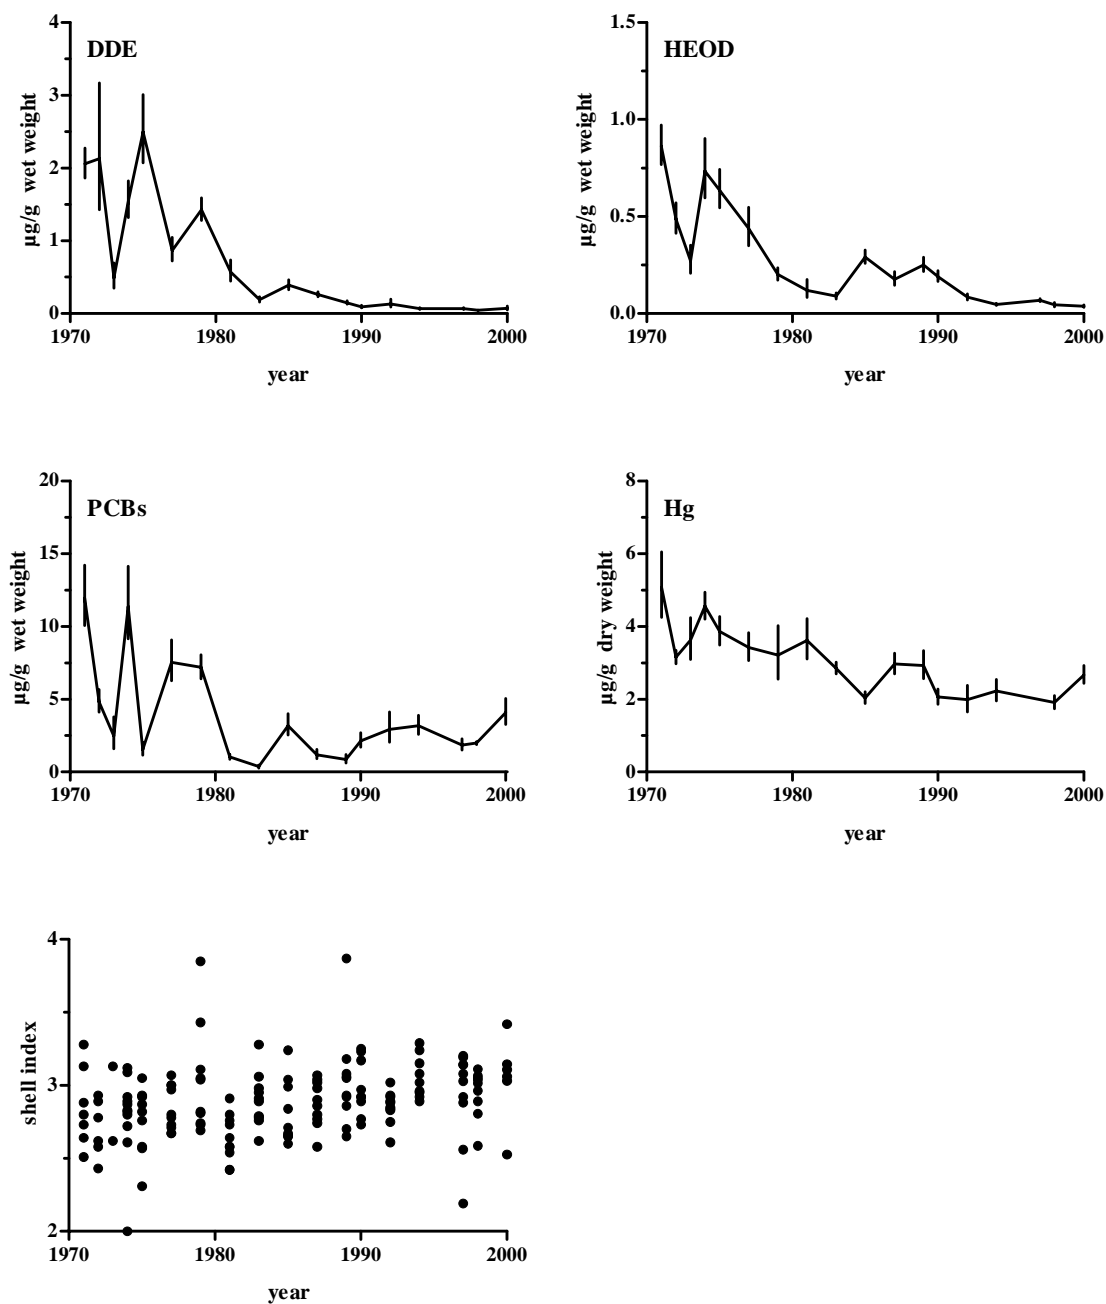 DDE
4
3
2
1
0
µg/g wet weight
1970 1980 1990 2000
year
HEOD
1.5
1.0
0.5
0.0
µg/g wet weight
1970 1980 1990 2000
year
PCBs
20
15
10
5
0
µg/g wet weight
1970 1980 1990 2000
year
Hg
8
6
4
2
0
µg/g dry weight
1970 1980 1990 2000
year
4
3
2
shell index
1970 1980 1990 2000
year